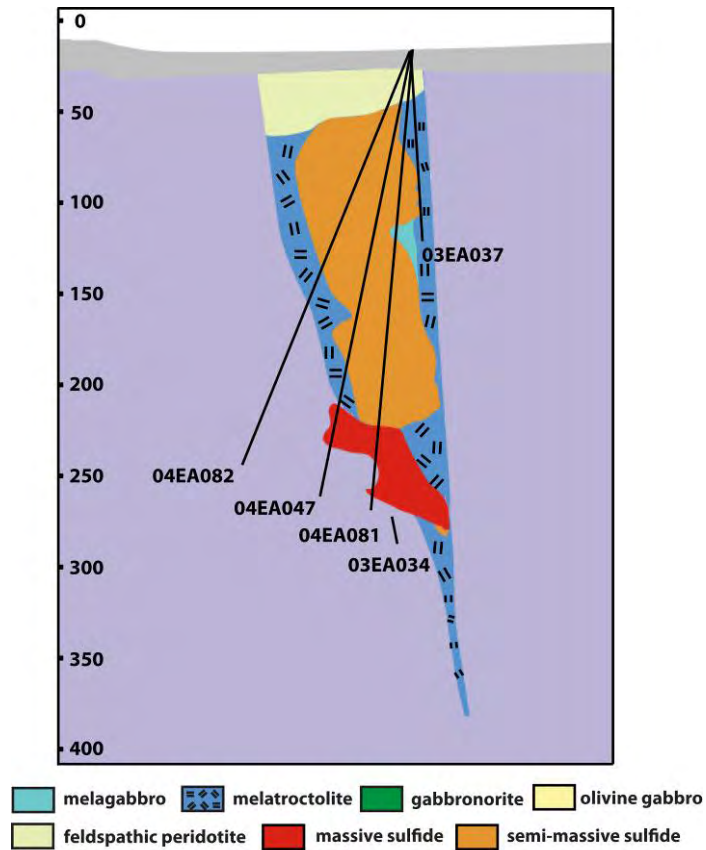 0
50
100
150
200
250
300
350
400
03EA037
04EA082
04EA047
04EA081
03EA034
melagabbro
melatroctolite
gabbronorite
olivine gabbro
feldspathic peridotite
massive sulfide
semi-massive sulfide